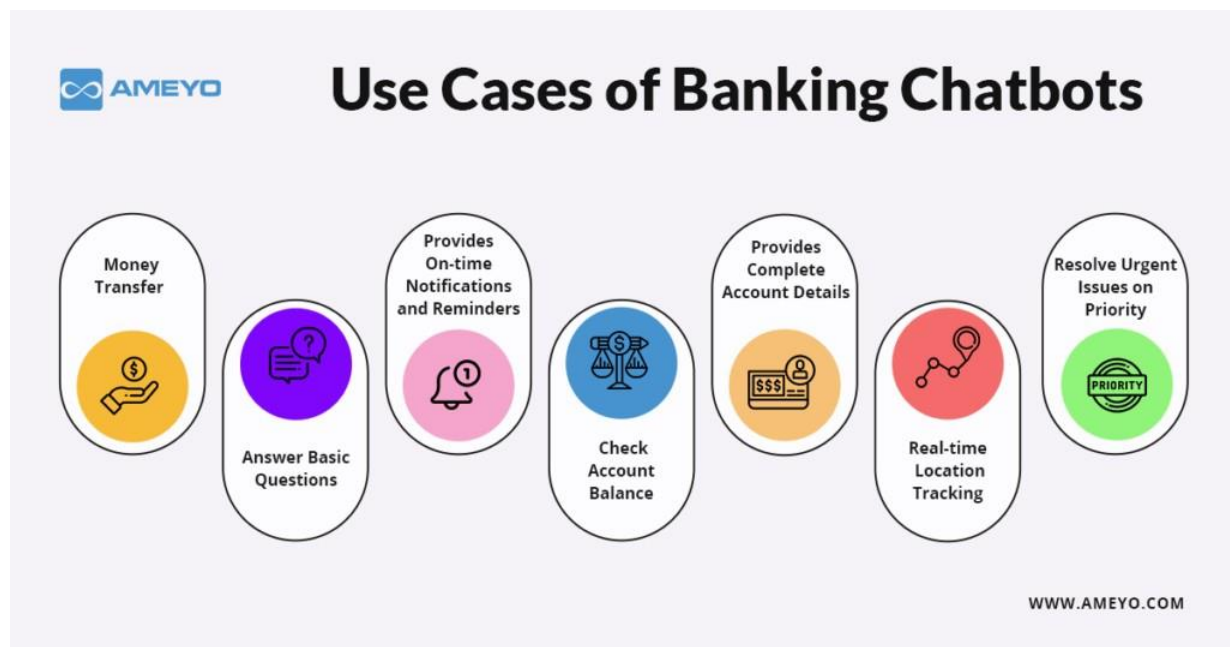 AMEYO
Use Cases of Banking Chatbots
Money
Transfer
$
?
Answer Basic
Questions
Provides
On-time
Notifications
and Reminders
1
$
Check
Account
Balance
Provides
Complete
Account Details
$$$
Real-time
Location
Tracking
Resolve Urgent
Issues on
Priority
PRIORITY
WWW.AMEYO.COM